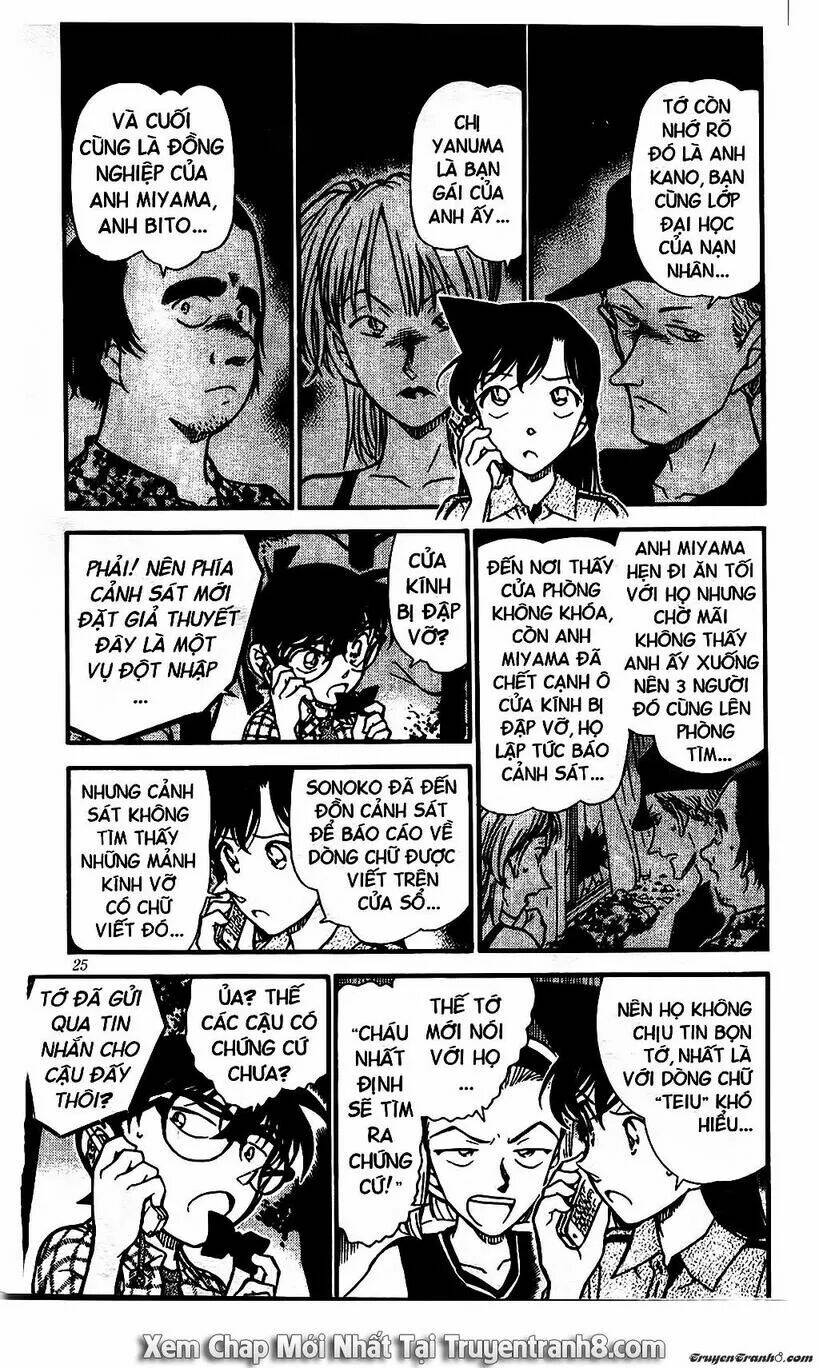 TỚ CÒN
NHỚ RÕ
ĐÓ LÀ ANH
KANO, BẠN
CÙNG LỚP
ĐẠI HỌC
CỦA NẠN
NHÂN...
CHỊ
YANUMA
LÀ BẠN
GÁI CỦA
ANH ẤY...
VÀ CUỐI
CÙNG LÀ ĐỒNG
NGHIỆP CỦA
ANH MIYAMA,
ANH BITO...
ANH MIYAMA
HẸN ĐI ĂN TỐI
VỚI HỌ NHƯNG
CHỜ MÃI
KHÔNG THẤY
ANH ẤY XUỐNG
NÊN 3 NGƯỜI
ĐÓ CÙNG LÊN
PHÒNG
TÌM...
ĐẾN NƠI THẤY
CỬA PHÒNG
KHÔNG KHÓA,
CÒN ANH
MIYAMA ĐÃ
CHẾT CẠNH Ô
CỬA KÍNH BỊ
ĐẬP VỠ, HỌ
LẬP TỨC BÁO
CẢNH SÁT...
CỬA
KÍNH
BỊ ĐẬP
VỠ?
PHẢI! NÊN PHÍA
CẢNH SÁT MỚI
ĐẶT GIẢ THUYẾT
ĐÂY LÀ MỘT
VỤ ĐỘT NHẬP
...
SONOKO ĐÃ ĐẾN
ĐỒN CẢNH SÁT
ĐỂ BÁO CÁO VỀ
DÒNG CHỮ ĐƯỢC
VIẾT TRÊN
CỬA SỔ...
NHƯNG CẢNH
SÁT KHÔNG
TÌM THẤY
NHỮNG MẢNH
KÍNH VỠ
CÓ CHỮ
VIẾT ĐÓ...
25
NÊN HỌ KHÔNG
CHỊU TIN BỌN
TỚ, NHẤT LÀ
VỚI DÒNG CHỮ
"TEIU" KHÓ
HIỂU...
THẾ TỚ
MỚI NÓI
VỚI HỌ
...
"CHÁU
NHẤT
ĐỊNH
SẼ TÌM
RA
CHỨNG
CỨ!"
ỦA? THẾ
CÁC CẬU CÓ
CHỨNG CỨ
CHƯA?
TỚ ĐÃ GỬI
QUA TIN
NHẮN CHO
CẬU ĐẤY
THÔI?
Xem Chap Mới Nhất Tại Truyentranh8.com
TruyenTranh8.com